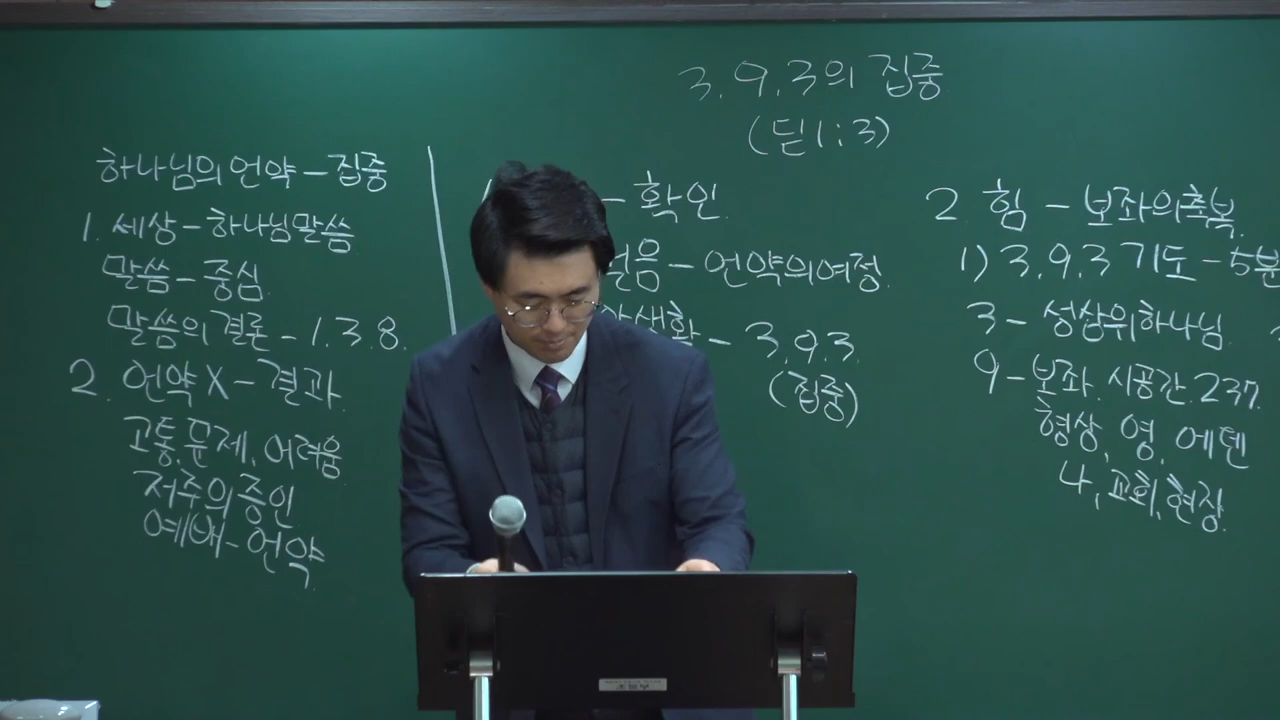 3.9.3의 집중
(딛1:3)
하나님의 언약 - 집중
1. 세상 - 하나님말씀
말씀 - 중심
말씀의 결론 - 1.3.8.
2. 언약X - 결과.
고통, 문제, 어려움
저주의 증인
예배 - 언약
- 확인.
- 언약의여정.
- 3.9.3.
(집중)
2. 힘 - 보좌의축복.
1) 3.9.3 기도 - 5분
3 - 성삼위하나님.
9 - 보좌. 시공간. 237.
형상, 영, 에덴
나, 교회, 현장.
초등부